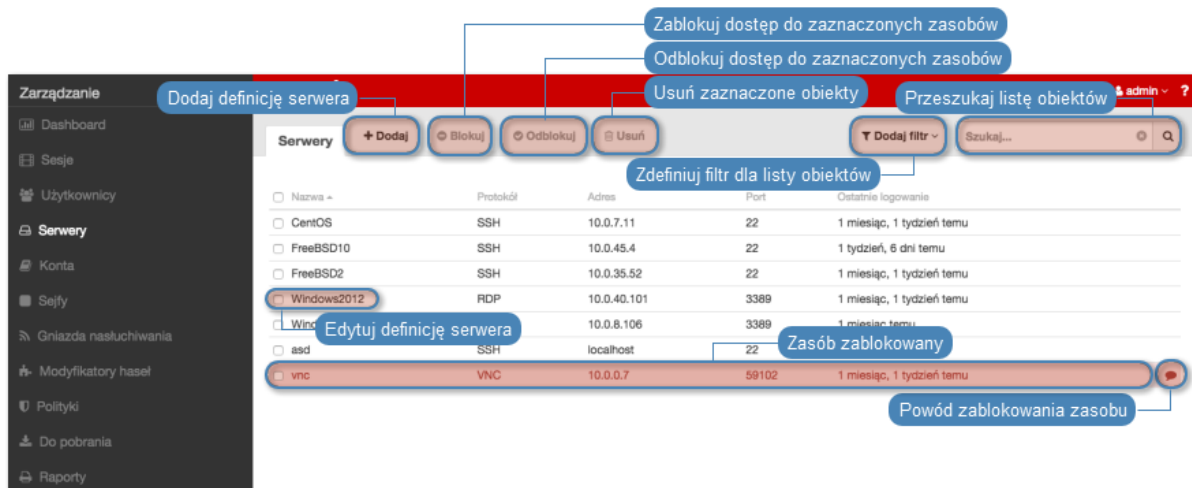 Zablokuj dostęp do zaznaczonych zasobów
Odblokuj dostęp do zaznaczonych zasobów
Zarządzanie
Dodaj definicję serwera
Usuń zaznaczone obiekty
Przeszukaj listę obiektów
admin
?
Dashboard
Sesje
Użytkownicy
Serwery
Konta
Sejfy
Gniazda nasłuchiwania
Modyfikatory haseł
Polityki
Do pobrania
Raporty
Serwery
+ Dodaj
Blokuj
Odblokuj
Usuń
Dodaj filtr
Szukaj...
Zdefiniuj filtr dla listy obiektów
Nazwa Protokół Adres Port Ostatnie logowanie
CentOS SSH 10.0.7.11 22 1 miesiąc, 1 tydzień temu
FreeBSD10 SSH 10.0.45.4 22 1 tydzień, 6 dni temu
FreeBSD2 SSH 10.0.35.52 22 1 miesiąc, 1 tydzień temu
Windows2012 RDP 10.0.40.101 3389 1 miesiąc, 1 tydzień temu
10.0.8.106 3389 1 miesiąc temu
Edytuj definicję serwera
Zasób zablokowany
asd SSH localhost 22
vnc VNC 10.0.0.7 59102 1 miesiąc, 1 tydzień temu
Powód zablokowania zasobu